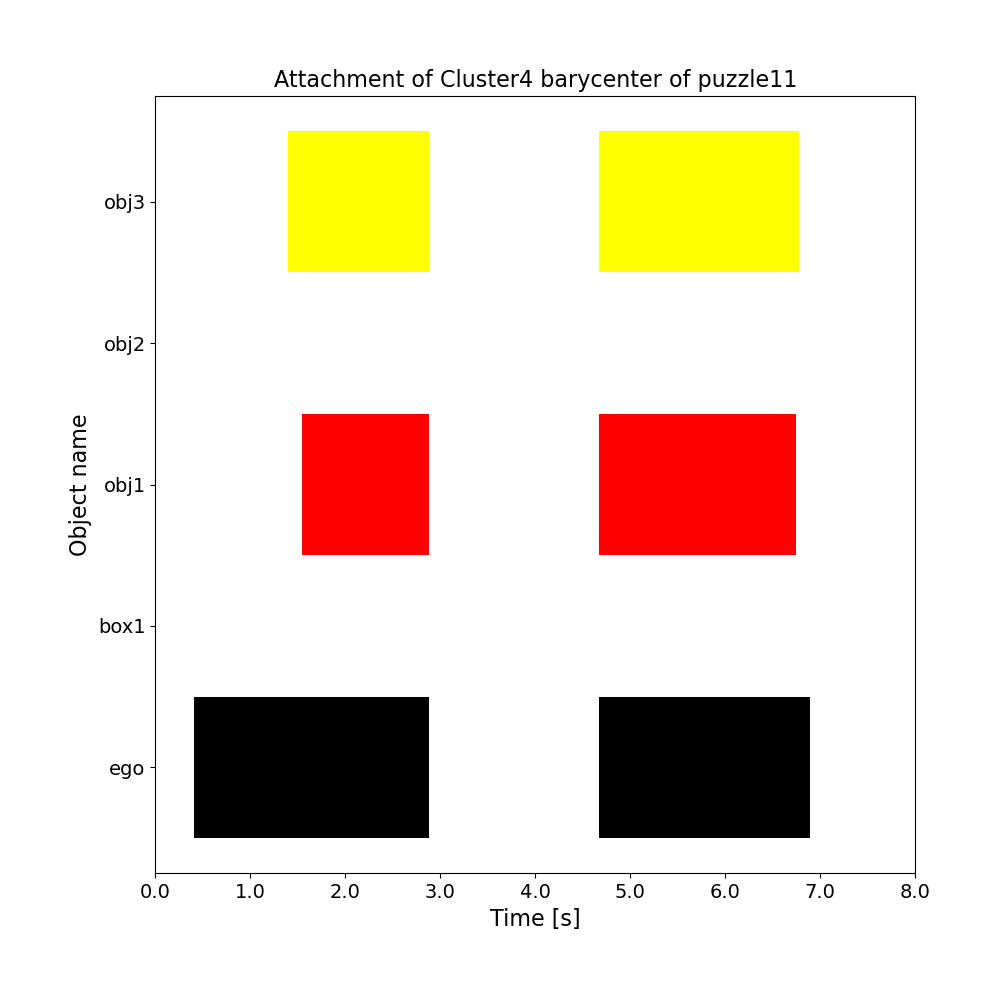 Attachment of Cluster4 barycenter of puzzle11
obj3
obj2
obj1
box1
ego
Object name
0.0 1.0 2.0 3.0 4.0 5.0 6.0 7.0 8.0
Time [s]